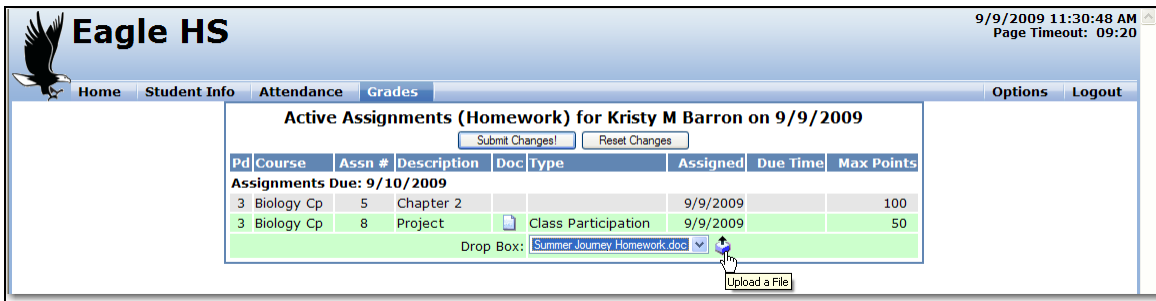 Eagle HS
9/9/2009 11:30:48 AM
Page Timeout: 09:20
Home Student Info Attendance Grades Options Logout
Active Assignments (Homework) for Kristy M Barron on 9/9/2009
Submit Changes! Reset Changes
Pd Course Assn # Description Doc Type Assigned Due Time Max Points
Assignments Due: 9/10/2009
3 Biology Cp 5 Chapter 2 9/9/2009 100
3 Biology Cp 8 Project Class Participation 9/9/2009 50
Drop Box: Summer Journey Homework.doc
Upload a File